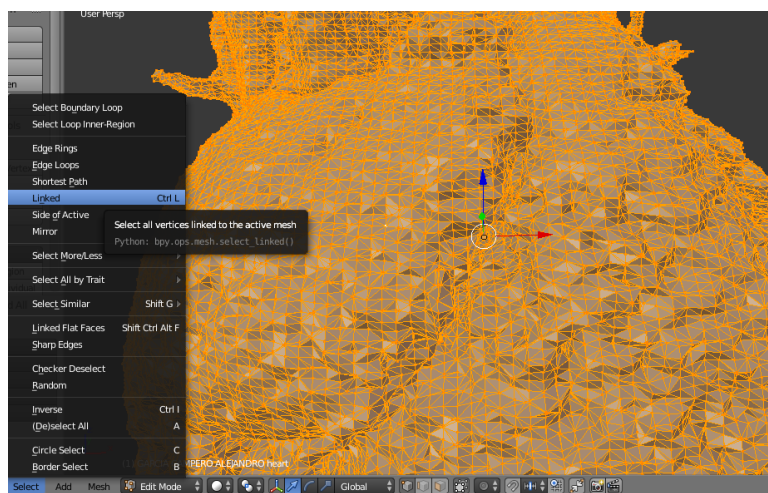 User Persp
en
Select Boundary Loop
Select Loop Inner-Region
Edge Rings
Edge Loops
Shortest Path
Linked Ctrl L
Side of Active
Mirror
Select all vertices linked to the active mesh
Python: bpy.ops.mesh.select_linked()
Select More/Less
Select All by Trait
Select Similar Shift G
Linked Flat Faces Shift Ctrl Alt F
Sharp Edges
Checker Deselect
Random
Inverse Ctrl I
(De)select All A
Circle Select C
Border Select B
PERO ALEJANDRO heart
Select Add Mesh Edit Mode Global